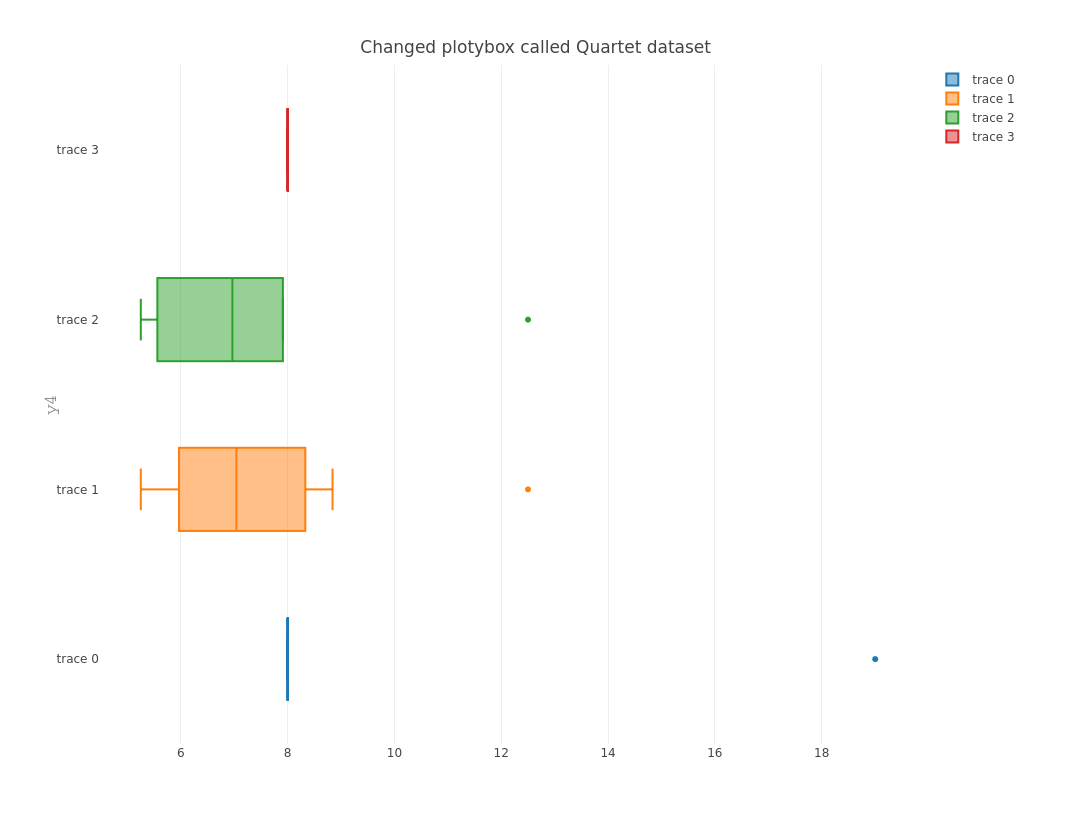 Changed plotybox called Quartet dataset
trace 0
trace 1
trace 2
trace 3
trace 3
trace 2
y4
trace 1
trace 0
6 8 10 12 14 16 18